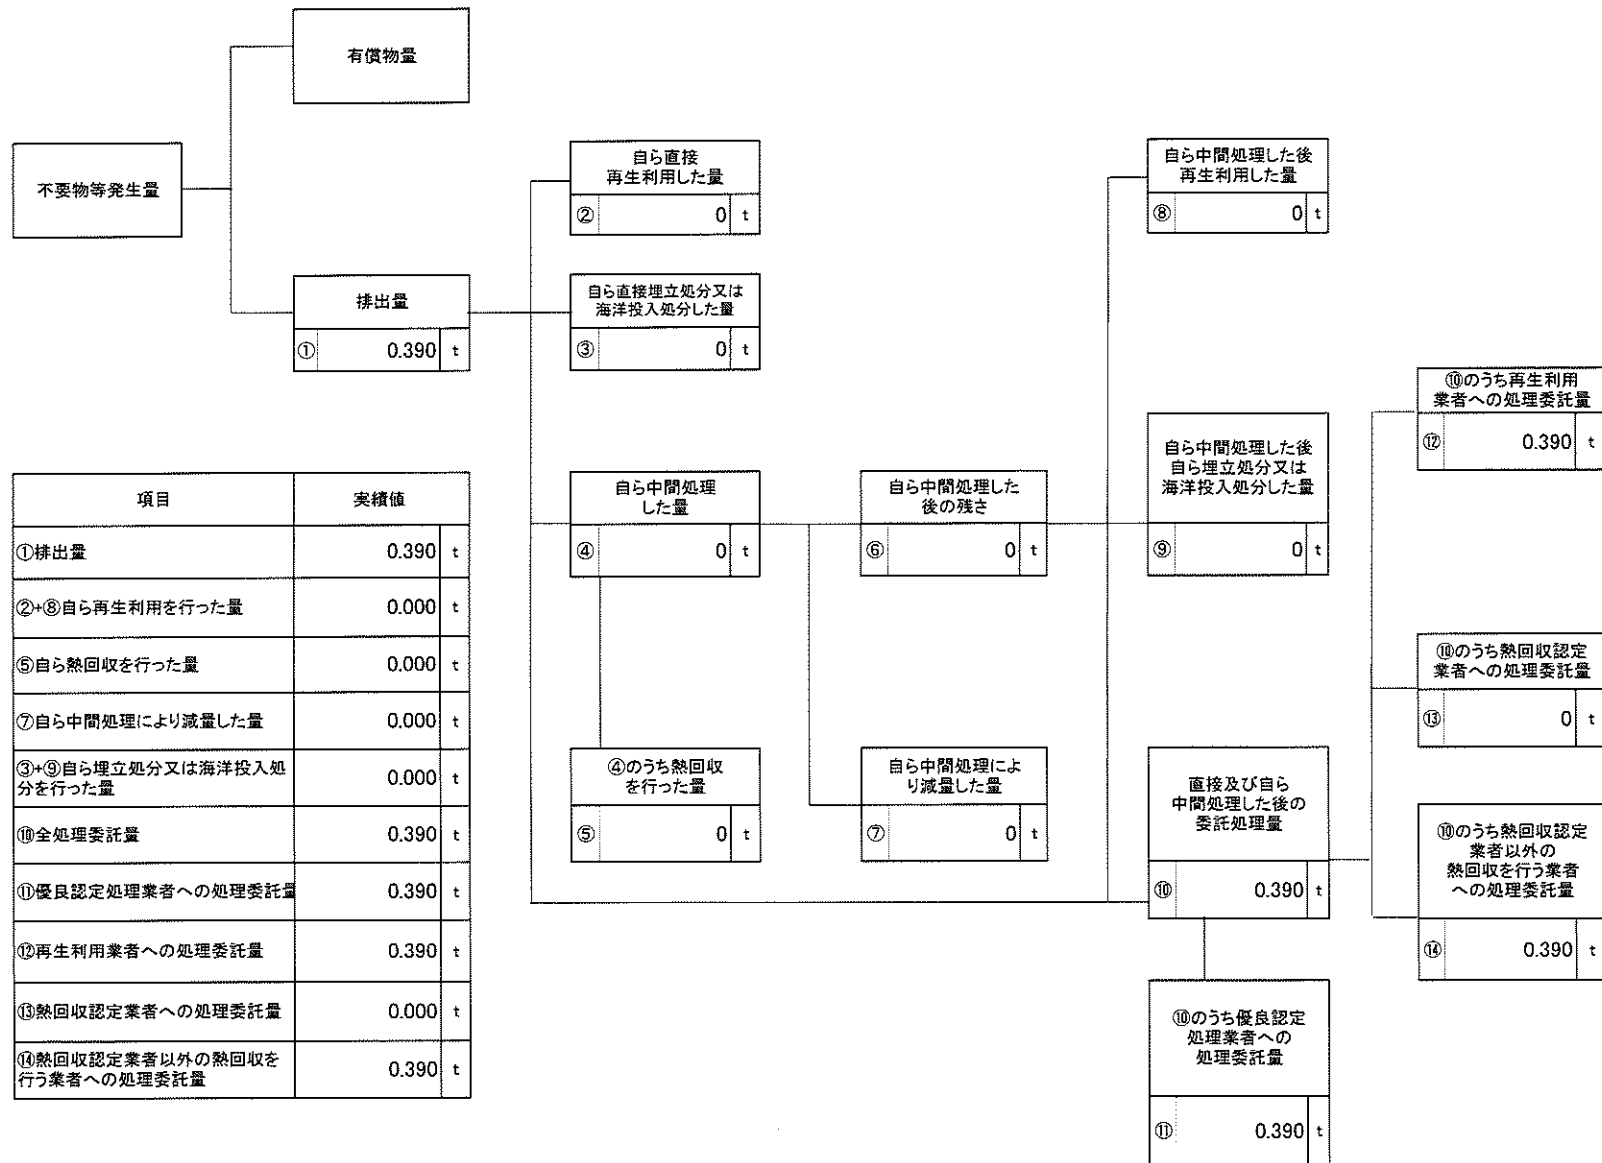 有償物量
不要物等発生量
排出量
① 0.390 t
自ら直接
再生利用した量
② 0 t
自ら直接埋立処分又は
海洋投入処分した量
③ 0 t
自ら中間処理
した量
④ 0 t
④のうち熱回収
を行った量
⑤ 0 t
自ら中間処理した
後の残さ
⑥ 0 t
自ら中間処理によ
り減量した量
⑦ 0 t
自ら中間処理した後
再生利用した量
⑧ 0 t
自ら中間処理した後
自ら埋立処分又は
海洋投入処分した量
⑨ 0 t
直接及び自ら
中間処理した後の
委託処理量
⑩ 0.390 t
⑩のうち優良認定
処理業者への
処理委託量
⑪ 0.390 t
⑩のうち再生利用
業者への処理委託量
⑫ 0.390 t
⑩のうち熱回収認定
業者への処理委託量
⑬ 0 t
⑩のうち熱回収認定
業者以外の
熱回収を行う業者
への処理委託量
⑭ 0.390 t
項目 実績値
①排出量 0.390 t
②+⑧自ら再生利用を行った量 0.000 t
⑤自ら熱回収を行った量 0.000 t
⑦自ら中間処理により減量した量 0.000 t
③+⑨自ら埋立処分又は海洋投入処
分を行った量 0.000 t
⑩全処理委託量 0.390 t
⑪優良認定処理業者への処理委託量 0.390 t
⑫再生利用業者への処理委託量 0.390 t
⑬熱回収認定業者への処理委託量 0.000 t
⑭熱回収認定業者以外の熱回収を
行う業者への処理委託量 0.390 t